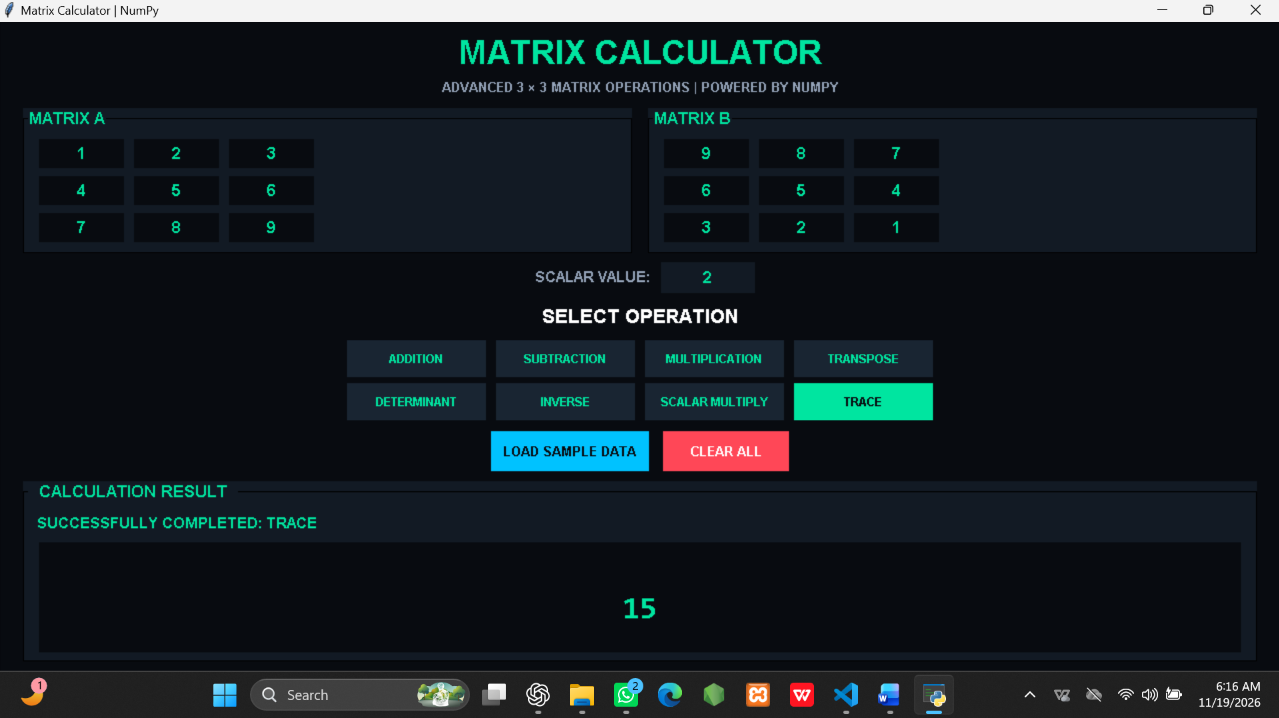 Matrix Calculator | NumPy
MATRIX CALCULATOR
ADVANCED 3 × 3 MATRIX OPERATIONS | POWERED BY NUMPY
MATRIX A
1 2 3
4 5 6
7 8 9
MATRIX B
9 8 7
6 5 4
3 2 1
SCALAR VALUE: 2
SELECT OPERATION
ADDITION SUBTRACTION MULTIPLICATION TRANSPOSE
DETERMINANT INVERSE SCALAR MULTIPLY TRACE
LOAD SAMPLE DATA CLEAR ALL
CALCULATION RESULT
SUCCESSFULLY COMPLETED: TRACE
15
1
Search
2
W
W
6:16 AM
11/19/2026